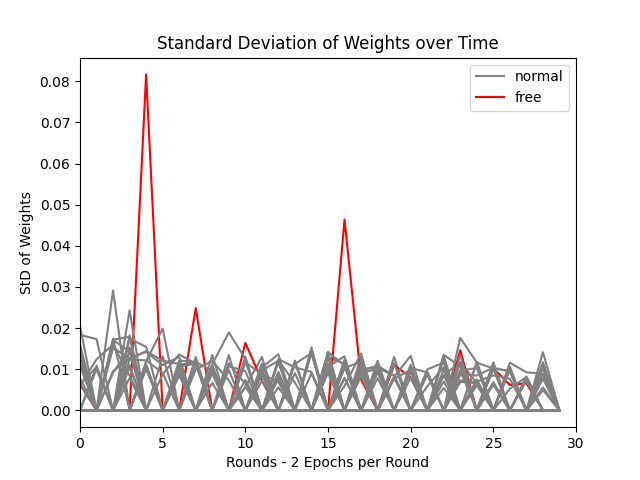 Standard Deviation of Weights over Time
normal
free
0.08
0.07
0.06
0.05
0.04
0.03
0.02
0.01
0.00
StD of Weights
0 5 10 15 20 25 30
Rounds - 2 Epochs per Round